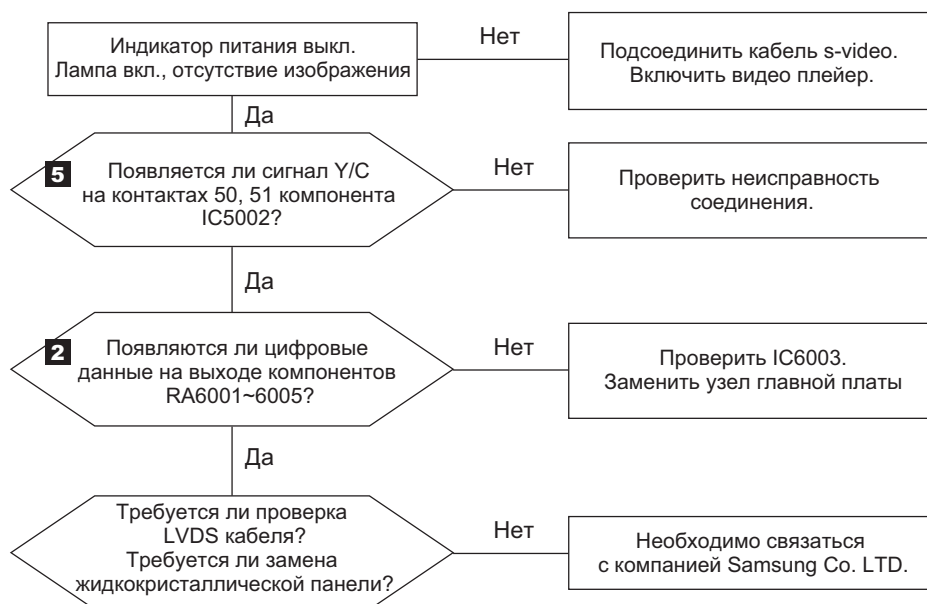 Индикатор питания выкл.
Лампа вкл., отсутствие изображения
Нет
Подсоединить кабель s-video.
Включить видео плейер.
Да
5
Появляется ли сигнал Y/C
на контактах 50, 51 компонента
IC5002?
Нет
Проверить неисправность
соединения.
Да
2
Появляются ли цифровые
данные на выходе компонентов
RA6001~6005?
Нет
Проверить IC6003.
Заменить узел главной платы
Да
Требуется ли проверка
LVDS кабеля?
Требуется ли замена
жидкокристаллической панели?
Нет
Необходимо связаться
с компанией Samsung Co. LTD.